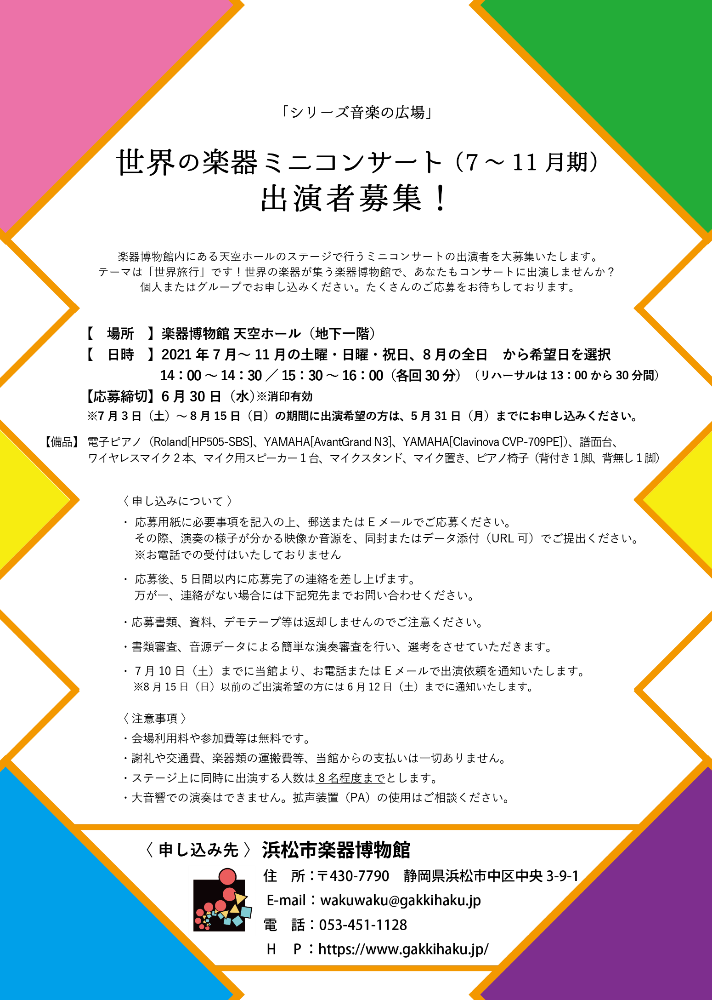 「シリーズ音楽の広場」
世界の楽器ミニコンサート（7～11月期）
出演者募集！
楽器博物館内にある天空ホールのステージで行うミニコンサートの出演者を大募集いたします。
テーマは「世界旅行」です！世界の楽器が集う楽器博物館で、あなたもコンサートに出演しませんか？
個人またはグループでお申し込みください。たくさんのご応募をお待ちしております。
【　場所　】楽器博物館 天空ホール（地下一階）
【　日時　】2021年7月～11月の土曜・日曜・祝日、8月の全日　から希望日を選択
14：00～14：30／15：30～16：00（各回30分）（リハーサルは13：00から30分間）
【応募締切】6月30日（水）※消印有効
※7月3日（土）～8月15日（日）の期間に出演希望の方は、5月31日（月）までにお申し込みください。
【備品】電子ピアノ（Roland[HP505-SBS]、YAMAHA[AvantGrand N3]、YAMAHA[Clavinova CVP-709PE]）、譜面台、
ワイヤレスマイク2本、マイク用スピーカー1台、マイクスタンド、マイク置き、ピアノ椅子（背付き1脚、背無し1脚）
〈 申し込みについて 〉
・ 応募用紙に必要事項を記入の上、郵送またはEメールでご応募ください。
その際、演奏の様子が分かる映像か音源を、同封またはデータ添付（URL可）でご提出ください。
※お電話での受付はいたしておりません
・ 応募後、5日間以内に応募完了の連絡を差し上げます。
万が一、連絡がない場合には下記宛先までお問い合わせください。
・応募書類、資料、デモテープ等は返却しませんのでご注意ください。
・書類審査、音源データによる簡単な演奏審査を行い、選考をさせていただきます。
・ 7月10日（土）までに当館より、お電話またはEメールで出演依頼を通知いたします。
※8月15日（日）以前のご出演希望の方には6月12日（土）までに通知いたします。
〈 注意事項 〉
・会場利用料や参加費等は無料です。
・謝礼や交通費、楽器類の運搬費等、当館からの支払いは一切ありません。
・ステージ上に同時に出演する人数は 8名程度までとします。
・大音響での演奏はできません。拡声装置（PA）の使用はご相談ください。
〈 申し込み先 〉浜松市楽器博物館
住　所：〒430-7790　静岡県浜松市中区中央3-9-1
E-mail：wakuwaku@gakkihaku.jp
電　話：053-451-1128
H　P：https://www.gakkihaku.jp/